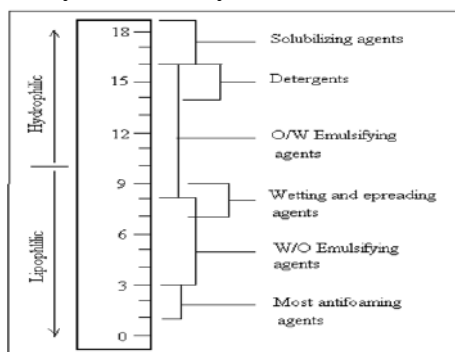 Hydrophilic
Lipophilic
18
15
12
9
6
3
0
Solubilizing agents
Detergents
O/W Emulsifying
agents
Wetting and epreading
agents
W/O Emulsifying
agents
Most antifoaming
agents